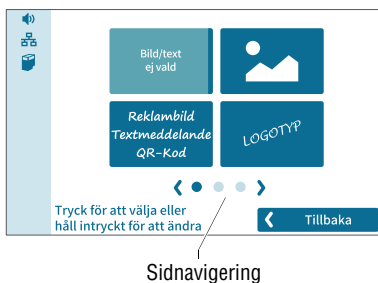 Bild/text
ej vald
Reklambild
Textmeddelande
QR-Kod
LOGOTYP
Tryck för att välja eller
håll intryckt för att ändra
Tillbaka
Sidnavigering